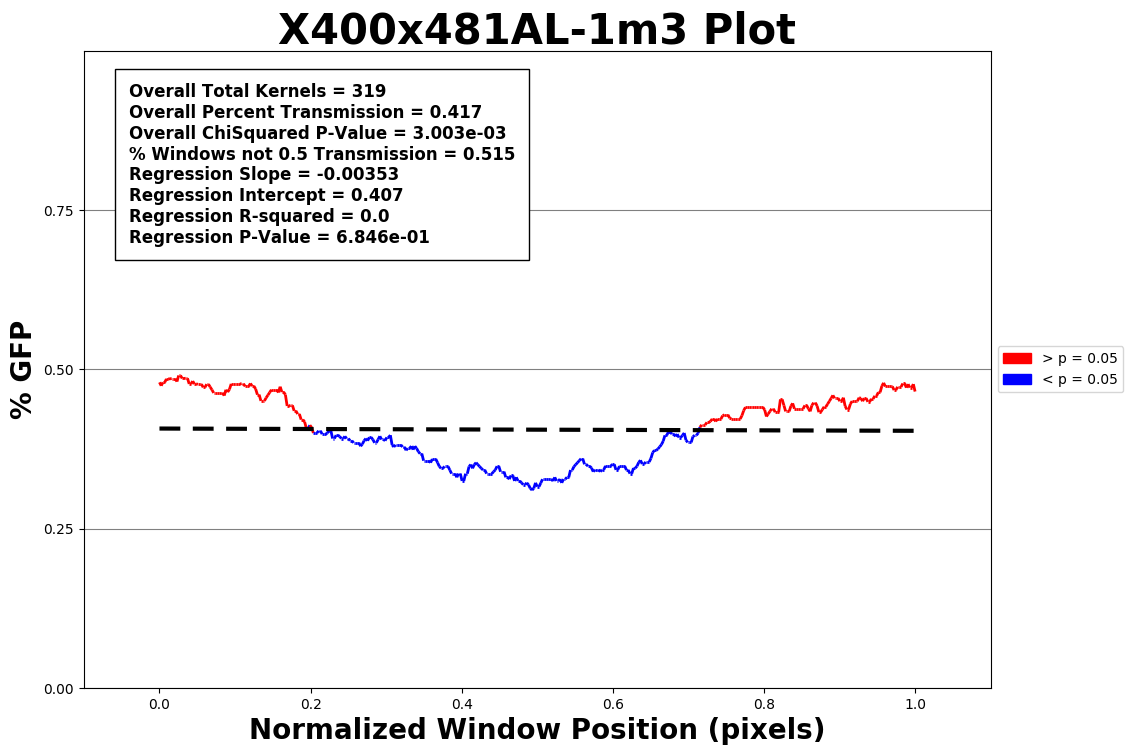 X400x481AL-1m3 Plot
Overall Total Kernels = 319
Overall Percent Transmission = 0.417
Overall ChiSquared P-Value = 3.003e-03
% Windows not 0.5 Transmission = 0.515
Regression Slope = -0.00353
Regression Intercept = 0.407
Regression R-squared = 0.0
Regression P-Value = 6.846e-01
% GFP
0.75
0.50
0.25
0.00
> p = 0.05
< p = 0.05
0.0 0.2 0.4 0.6 0.8 1.0
Normalized Window Position (pixels)